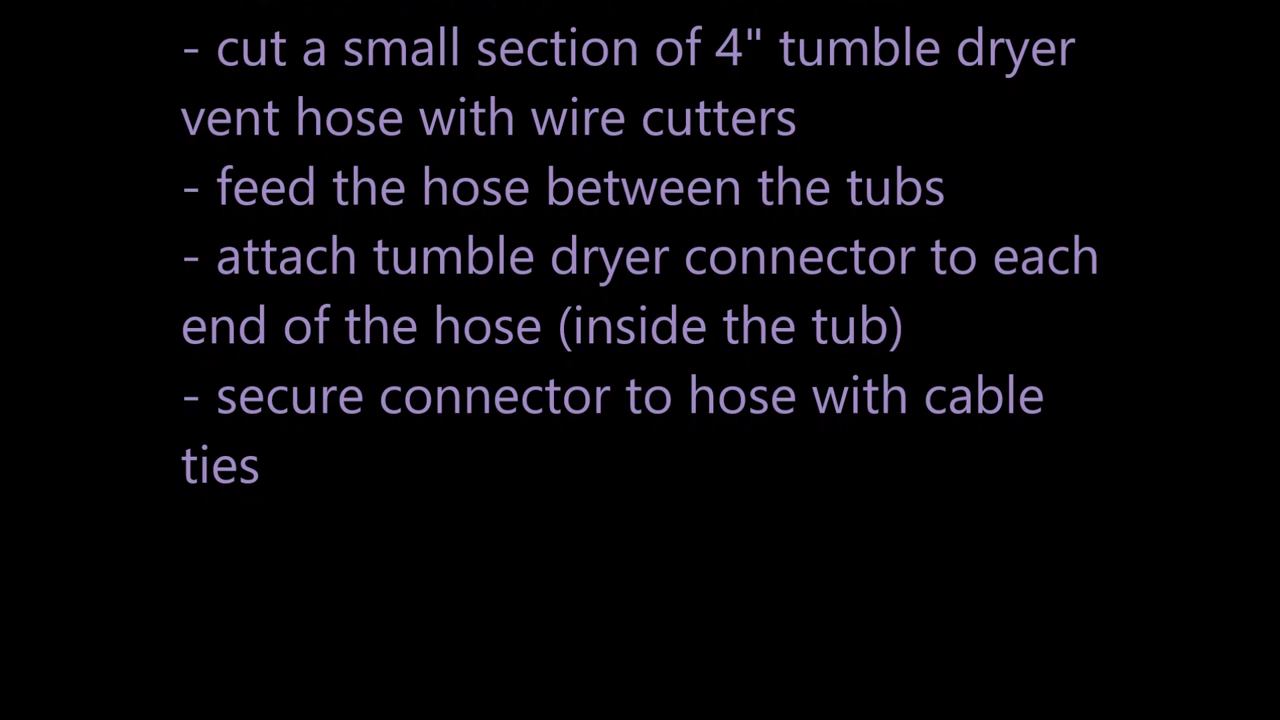 - cut a small section of 4" tumble dryer
vent hose with wire cutters
- feed the hose between the tubs
- attach tumble dryer connector to each
end of the hose (inside the tub)
- secure connector to hose with cable
ties